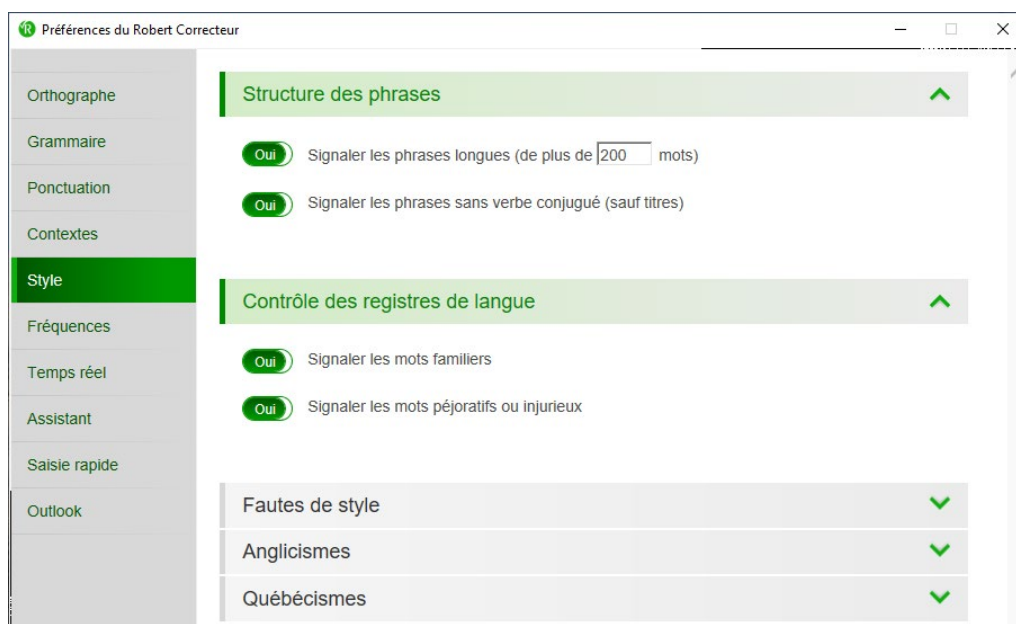 Préférences du Robert Correcteur
Orthographe
Grammaire
Ponctuation
Contextes
Style
Fréquences
Temps réel
Assistant
Saisie rapide
Outlook
Structure des phrases
Oui Signaler les phrases longues (de plus de 200 mots)
Oui Signaler les phrases sans verbe conjugué (sauf titres)
Contrôle des registres de langue
Oui Signaler les mots familiers
Oui Signaler les mots péjoratifs ou injurieux
Fautes de style
Anglicismes
Québécismes